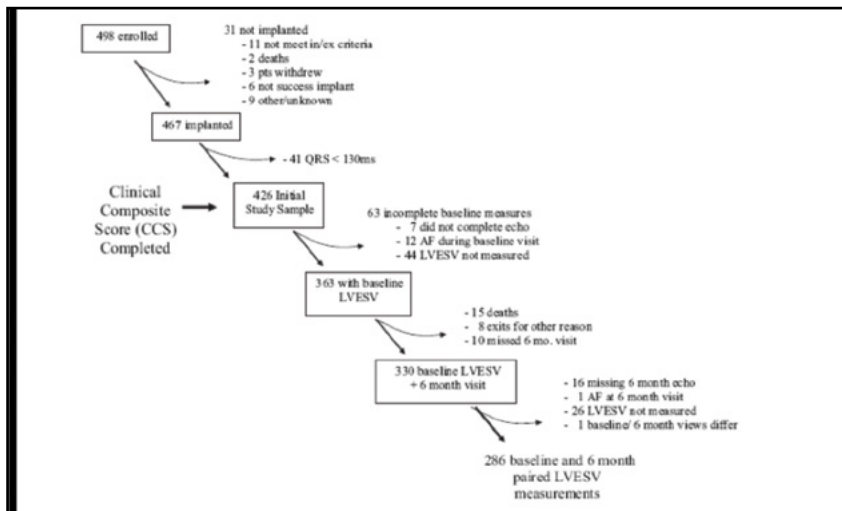 498 enrolled
31 not implanted
- 11 not meet in/ex criteria
- 2 deaths
- 3 pts withdrew
- 6 not success implant
- 9 other/unknown
467 implanted
- 41 QRS < 130ms
Clinical
Composite
Score (CCS)
Completed
426 Initial
Study Sample
63 incomplete baseline measures
- 7 did not complete echo
- 12 AF during baseline visit
- 44 LVESV not measured
363 with baseline
LVESV
- 15 deaths
- 8 exits for other reason
- 10 missed 6 mo. visit
330 baseline LVESV
+ 6 month visit
- 16 missing 6 month echo
- 1 AF at 6 month visit
- 26 LVESV not measured
- 1 baseline/ 6 month views differ
286 baseline and 6 month
paired LVESV
measurements